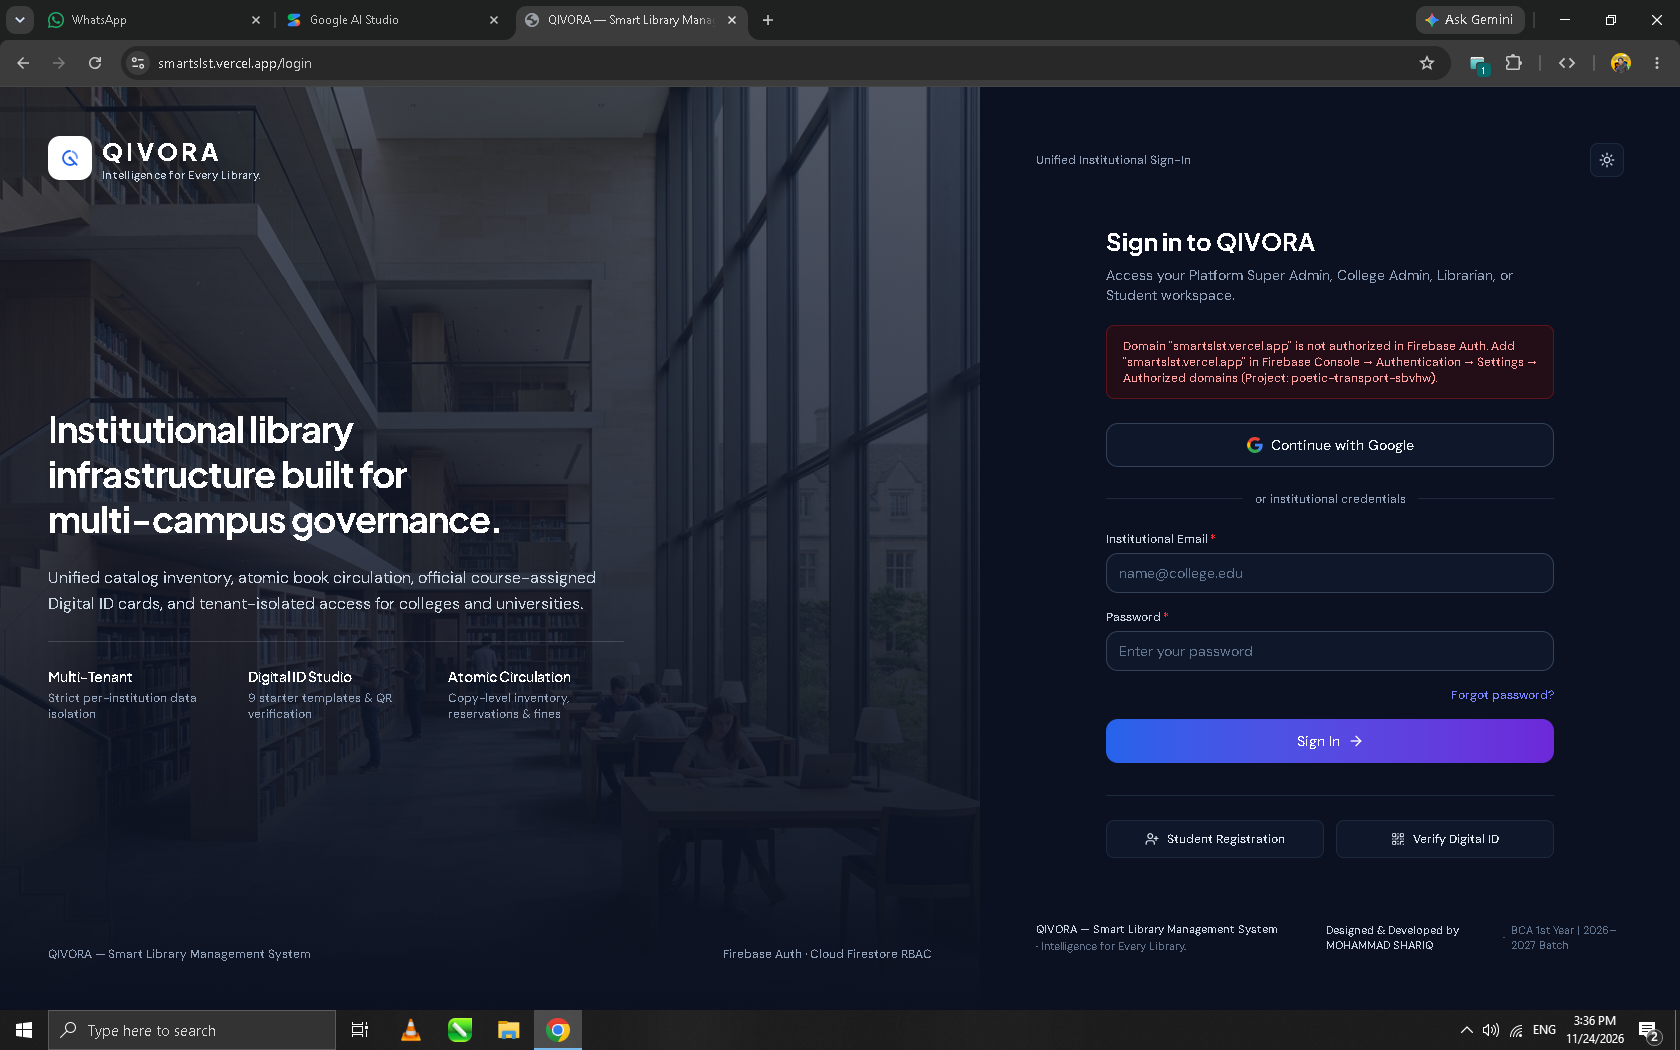 WhatsApp
Google AI Studio
QIVORA — Smart Library Mana
Ask Gemini
smartslst.vercel.app/login
1
QIVORA
Intelligence for Every Library.
Institutional library
infrastructure built for
multi-campus governance.
Unified catalog inventory, atomic book circulation, official course-assigned
Digital ID cards, and tenant-isolated access for colleges and universities.
Multi-Tenant
Strict per-institution data
isolation
Digital ID Studio
9 starter templates & QR
verification
Atomic Circulation
Copy-level inventory,
reservations & fines
QIVORA — Smart Library Management System
Firebase Auth · Cloud Firestore RBAC
Unified Institutional Sign-In
Sign in to QIVORA
Access your Platform Super Admin, College Admin, Librarian, or
Student workspace.
Domain "smartslst.vercel.app" is not authorized in Firebase Auth. Add
"smartslst.vercel.app" in Firebase Console → Authentication → Settings →
Authorized domains (Project: poetic-transport-sbvhw).
Continue with Google
or institutional credentials
Institutional Email *
name@college.edu
Password *
Enter your password
Forgot password?
Sign In →
Student Registration
Verify Digital ID
QIVORA — Smart Library Management System
· Intelligence for Every Library.
Designed & Developed by
MOHAMMAD SHARIQ
· BCA 1st Year | 2026–
2027 Batch
Type here to search
ENG
3:36 PM
11/24/2026
2